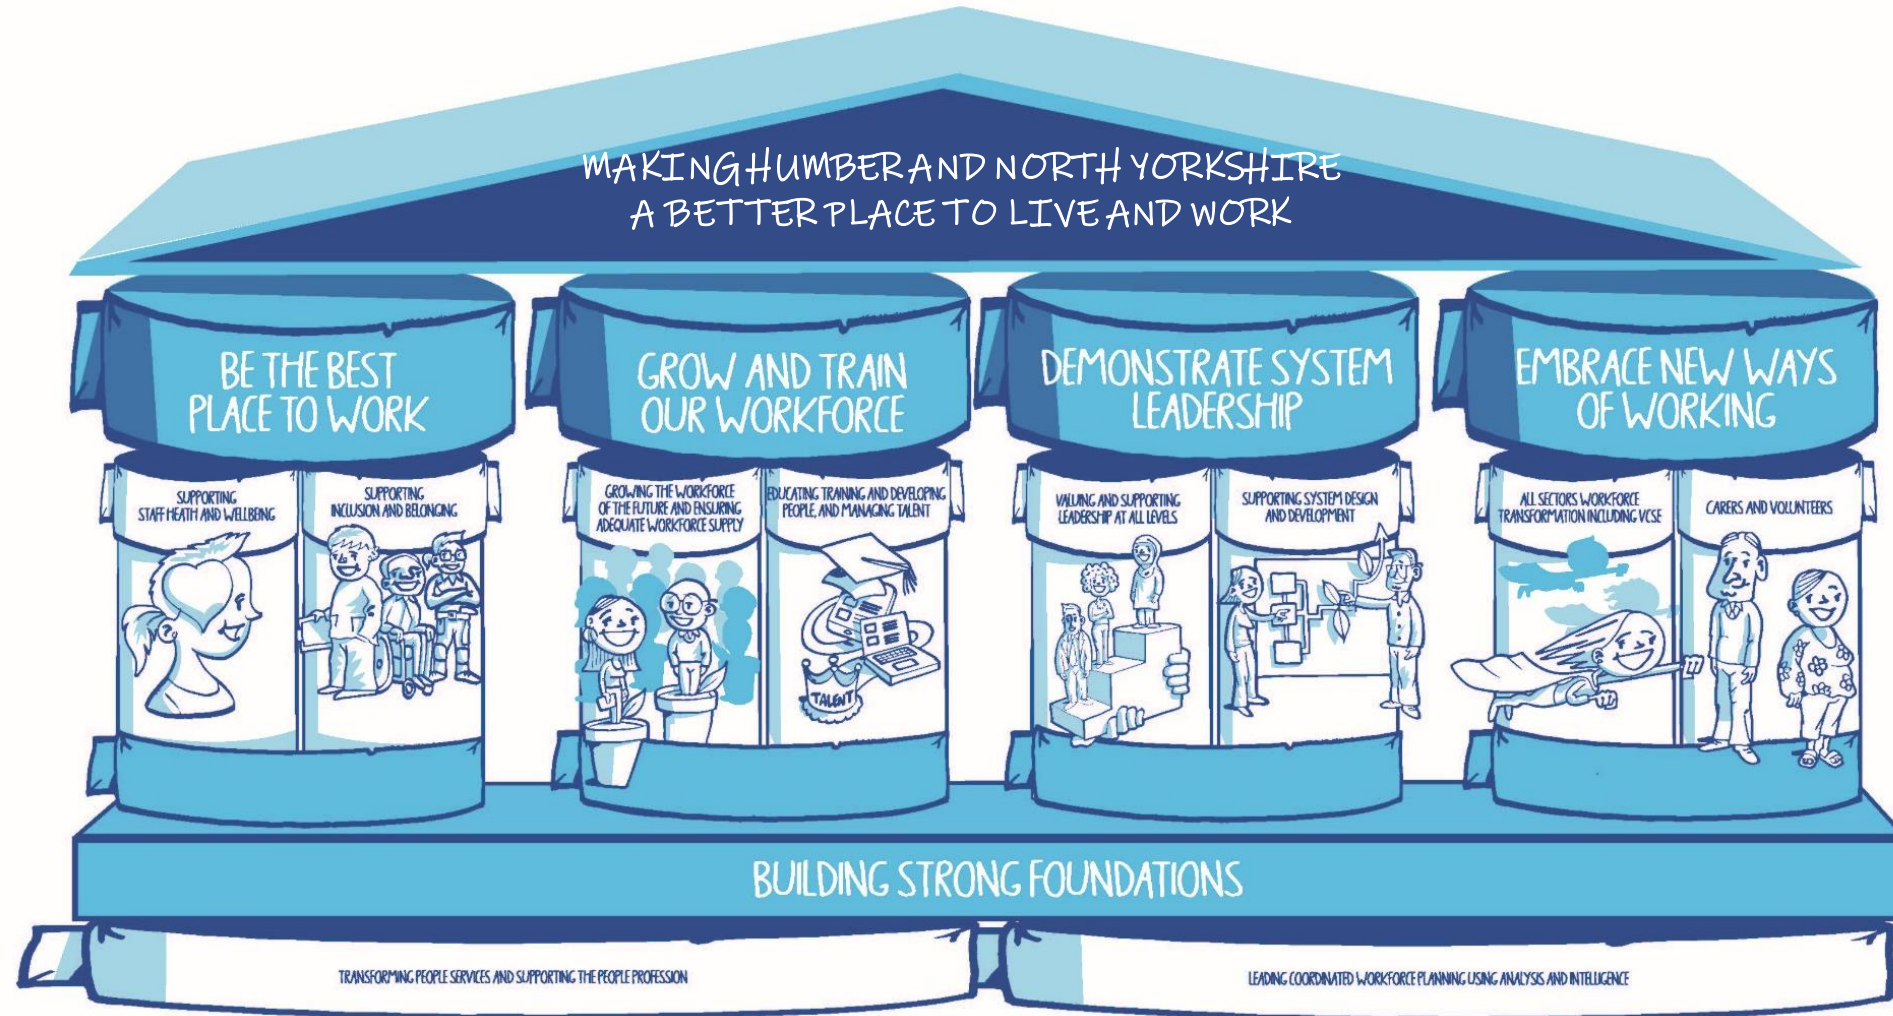 MAKING HUMBER AND NORTH YORKSHIRE
A BETTER PLACE TO LIVE AND WORK
BE THE BEST
PLACE TO WORK
SUPPORTING
STAFF HEATH AND WELLBEING
SUPPORTING
INCLUSION AND BELONGING
GROW AND TRAIN
OUR WORKFORCE
GROWING THE WORKFORCE
OF THE FUTURE AND ENSURING
ADEQUATE WORKFORCE SUPPLY
EDUCATING TRAINING AND DEVELOPING
PEOPLE, AND MANAGING TALENT
TALENT
DEMONSTRATE SYSTEM
LEADERSHIP
VALUING AND SUPPORTING
LEADERSHIP AT ALL LEVELS
SUPPORTING SYSTEM DESIGN
AND DEVELOPMENT
EMBRACE NEW WAYS
OF WORKING
ALL SECTORS WORKFORCE
TRANSFORMATION INCLUDING VCSE
CARERS AND VOLUNTEERS
BUILDING STRONG FOUNDATIONS
TRANSFORMING PEOPLE SERVICES AND SUPPORTING THE PEOPLE PROFESSION
LEADING COORDINATED WORKFORCE PLANNING USING ANALYSIS AND INTELLIGENCE